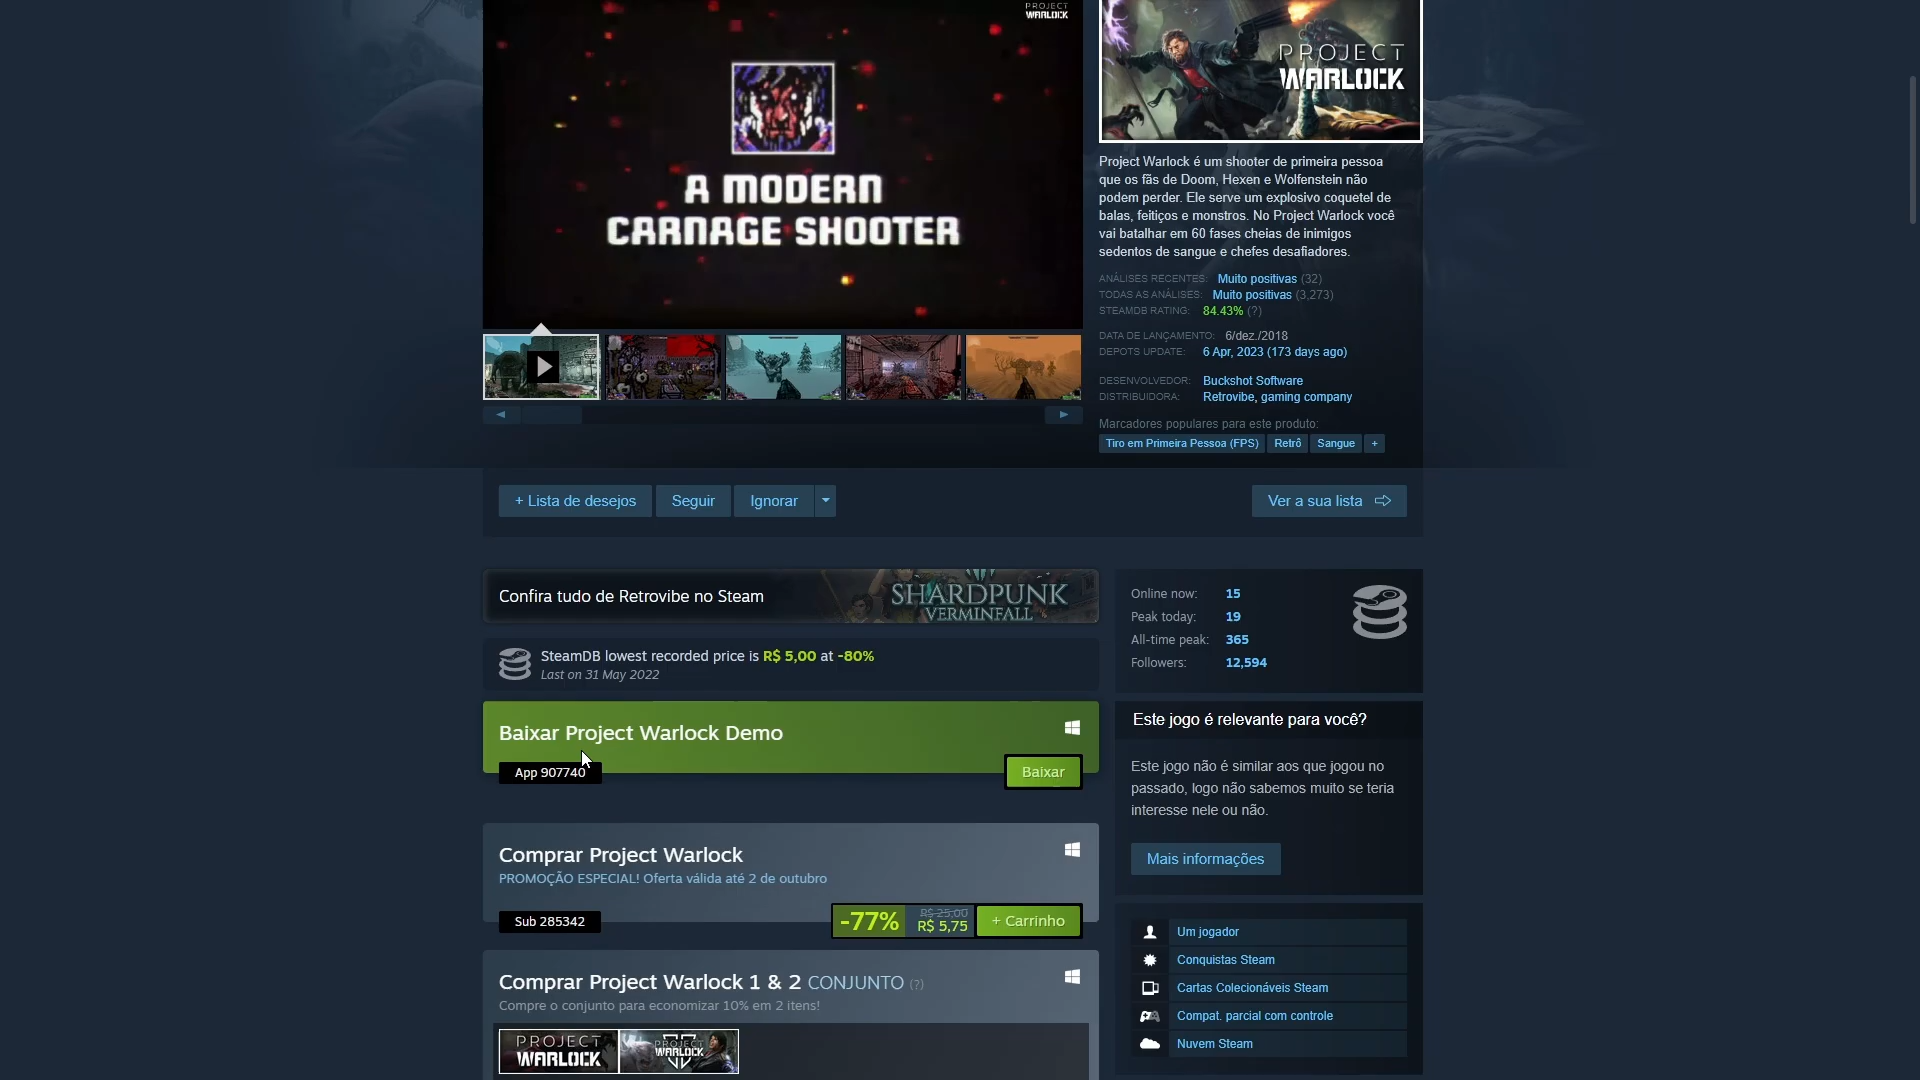 PROJECT
WARLOCK
A MODERN
CARNAGE SHOOTER
PROJECT
WARLOCK
Project Warlock é um shooter de primeira pessoa
que os fãs de Doom, Hexen e Wolfenstein não
podem perder. Ele serve um explosivo coquetel de
balas, feitiços e monstros. No Project Warlock você
vai batalhar em 60 fases cheias de inimigos
sedentos de sangue e chefes desafiadores.
ANÁLISES RECENTES: Muito positivas (32)
TODAS AS ANÁLISES: Muito positivas (3,273)
STEAMDB RATING: 84.43% (?)
DATA DE LANÇAMENTO: 6/dez./2018
DEPOTS UPDATE: 6 Apr, 2023 (173 days ago)
DESENVOLVEDOR: Buckshot Software
DISTRIBUIDORA: Retrovibe, gaming company
Marcadores populares para este produto:
Tiro em Primeira Pessoa (FPS) Retrô Sangue +
+ Lista de desejos Seguir Ignorar Ver a sua lista
Confira tudo de Retrovibe no Steam
SHARDPUNK
VERMINFALL
SteamDB lowest recorded price is R$ 5,00 at -80%
Last on 31 May 2022
Baixar Project Warlock Demo
App 907740
Baixar
Comprar Project Warlock
PROMOÇÃO ESPECIAL! Oferta válida até 2 de outubro
Sub 285342
-77% R$ 25,00 R$ 5,75 + Carrinho
Comprar Project Warlock 1 & 2 CONJUNTO (?)
Compre o conjunto para economizar 10% em 2 itens!
PROJECT
WARLOCK
PROJECT
WARLOCK
Online now: 15
Peak today: 19
All-time peak: 365
Followers: 12,594
Este jogo é relevante para você?
Este jogo não é similar aos que jogou no
passado, logo não sabemos muito se teria
interesse nele ou não.
Mais informações
Um jogador
Conquistas Steam
Cartas Colecionáveis Steam
Compat. parcial com controle
Nuvem Steam